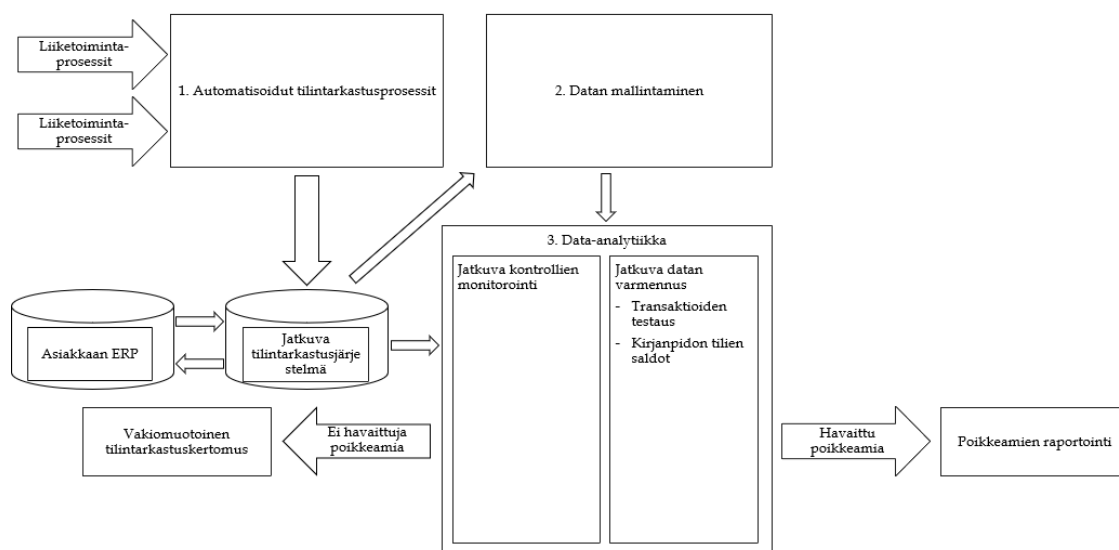 Liiketoiminta-
prosessit
Liiketoiminta-
prosessit
1. Automatisoidut tilintarkastusprosessit
2. Datan mallintaminen
3. Data-analytiikka
Jatkuva kontrollien
monitorointi
Jatkuva datan
varmennus
- Transaktioiden
testaus
- Kirjanpidon tilien
saldot
Asiakkaan ERP
Jatkuva
tilintarkastusjärje
stelmä
Vakiomuotoinen
tilintarkastuskertomus
Ei havaittuja
poikkeamia
Havaittu
poikkeamia
Poikkeamien raportointi